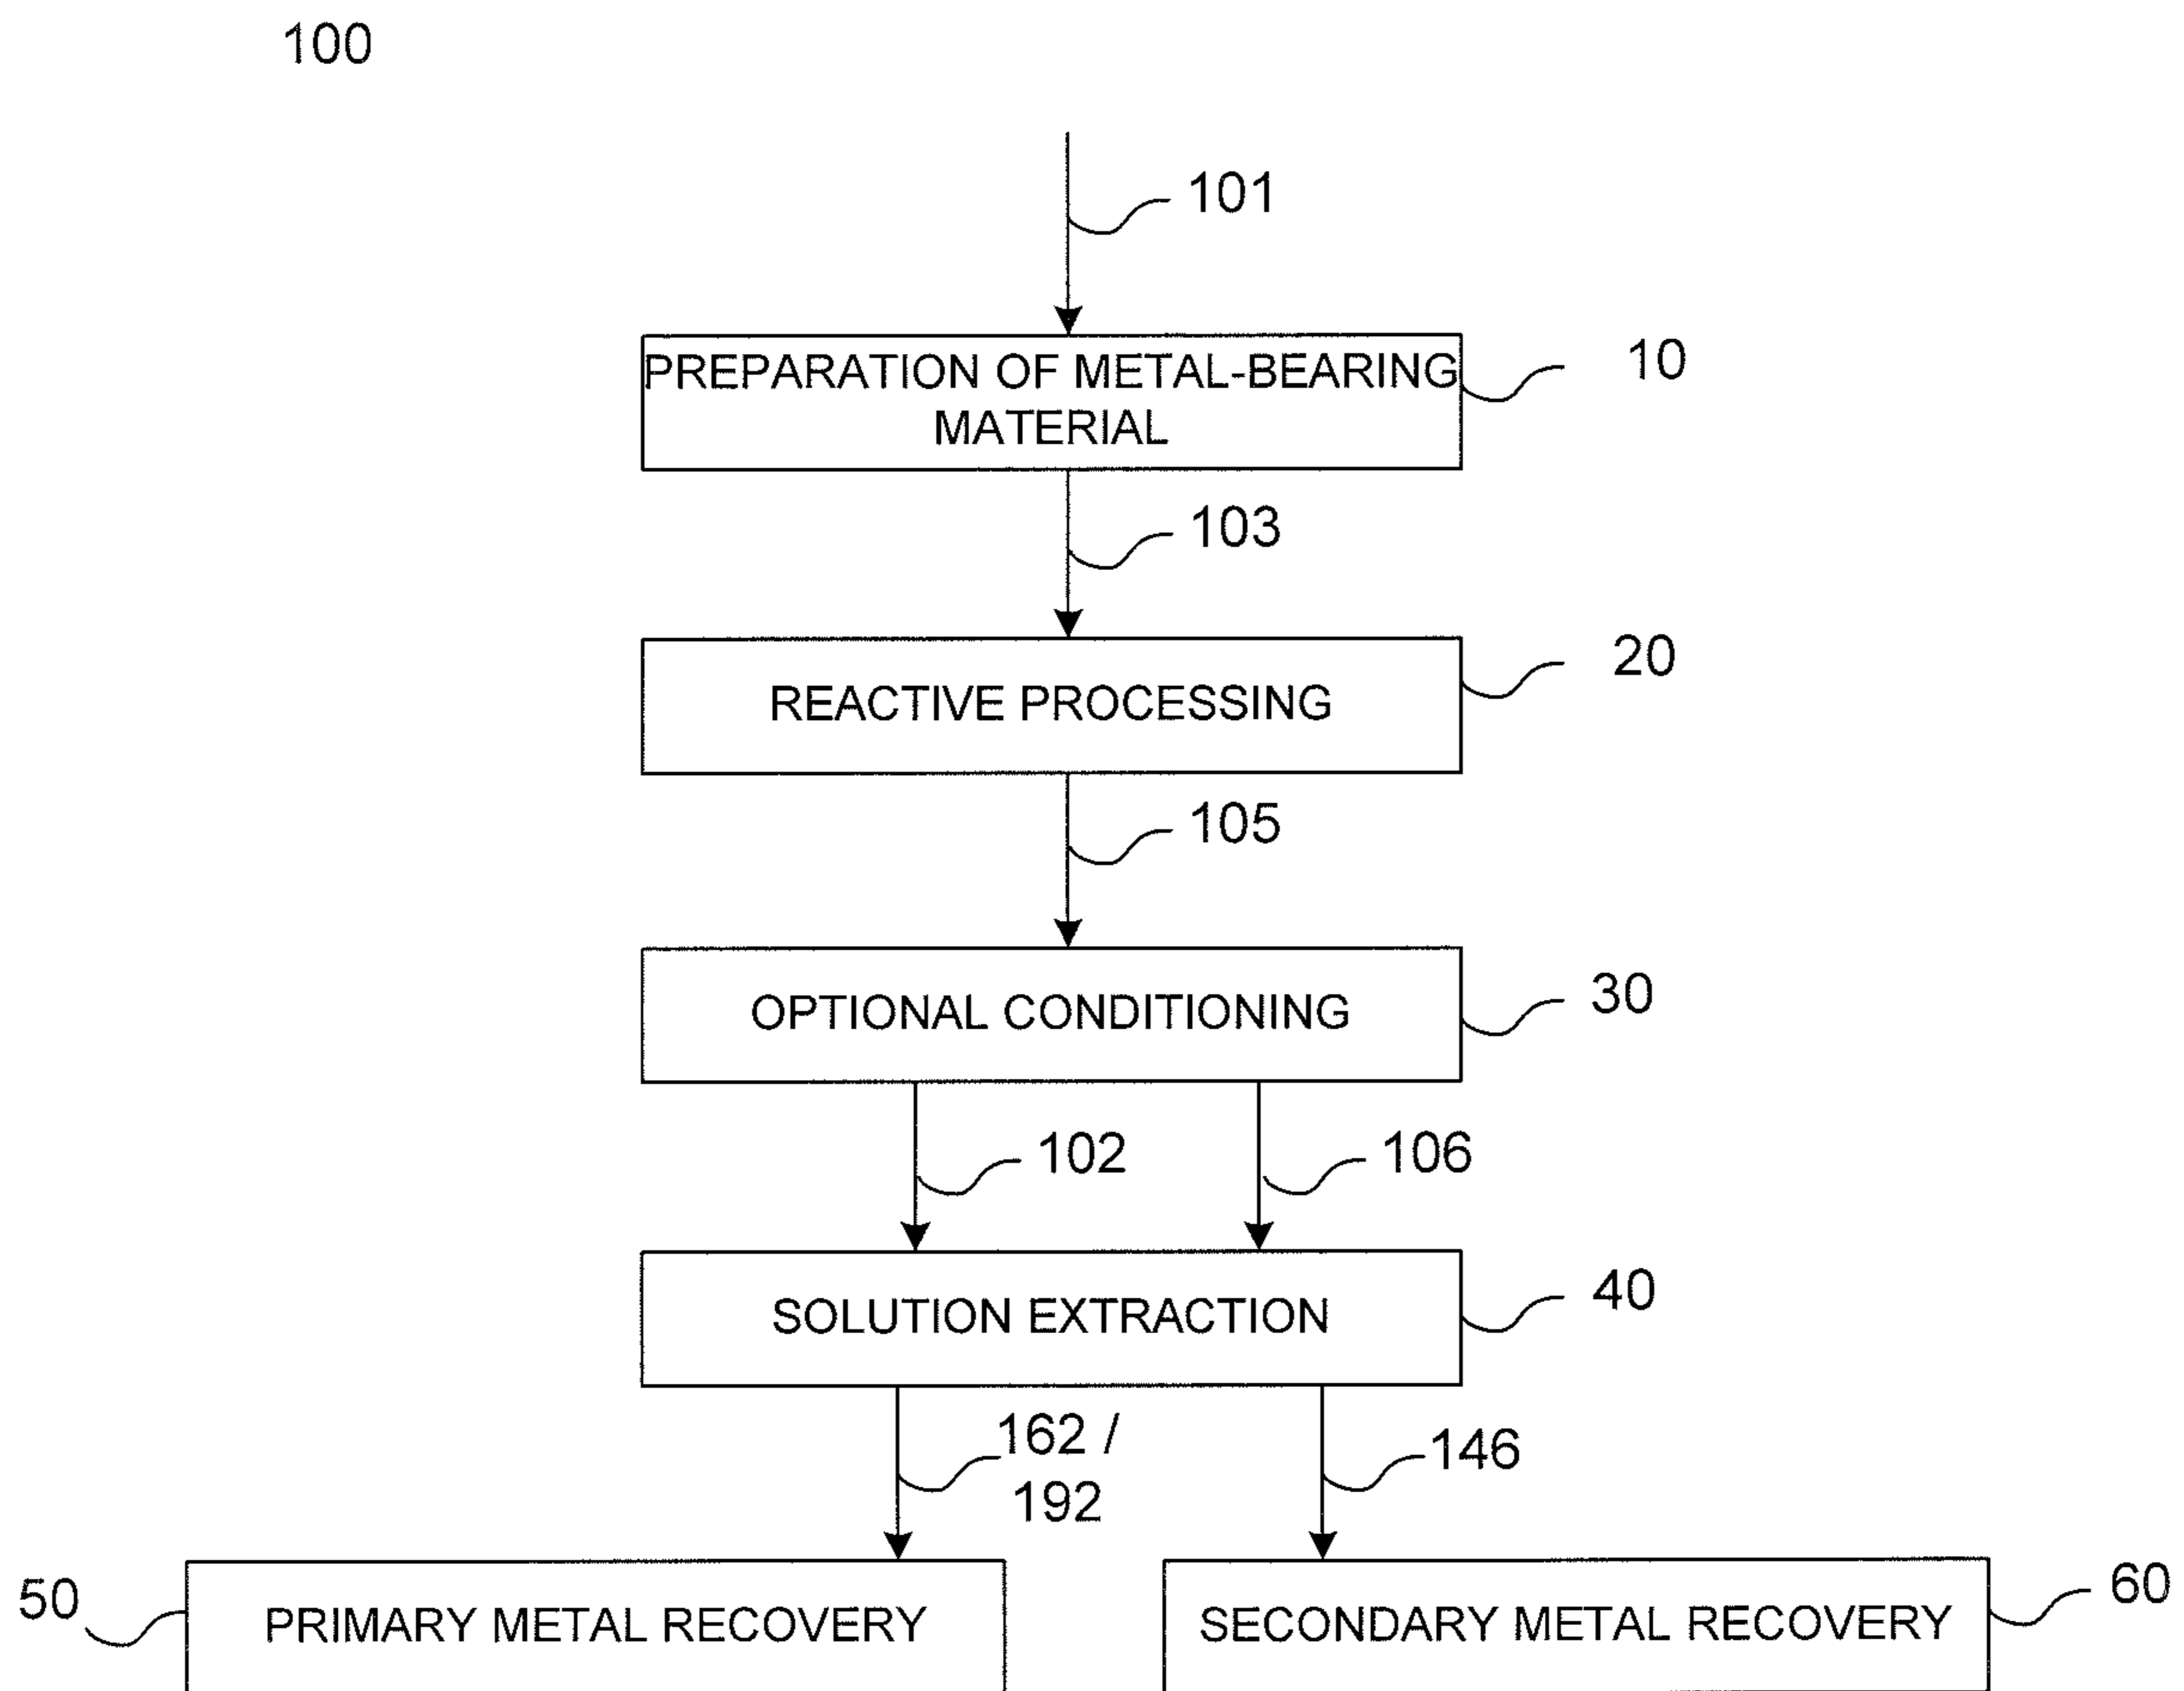 100
101
PREPARATION OF METAL-BEARING
MATERIAL
10
103
REACTIVE PROCESSING
20
105
OPTIONAL CONDITIONING
30
102
106
SOLUTION EXTRACTION
40
162 /
192
146
50
PRIMARY METAL RECOVERY
SECONDARY METAL RECOVERY
60